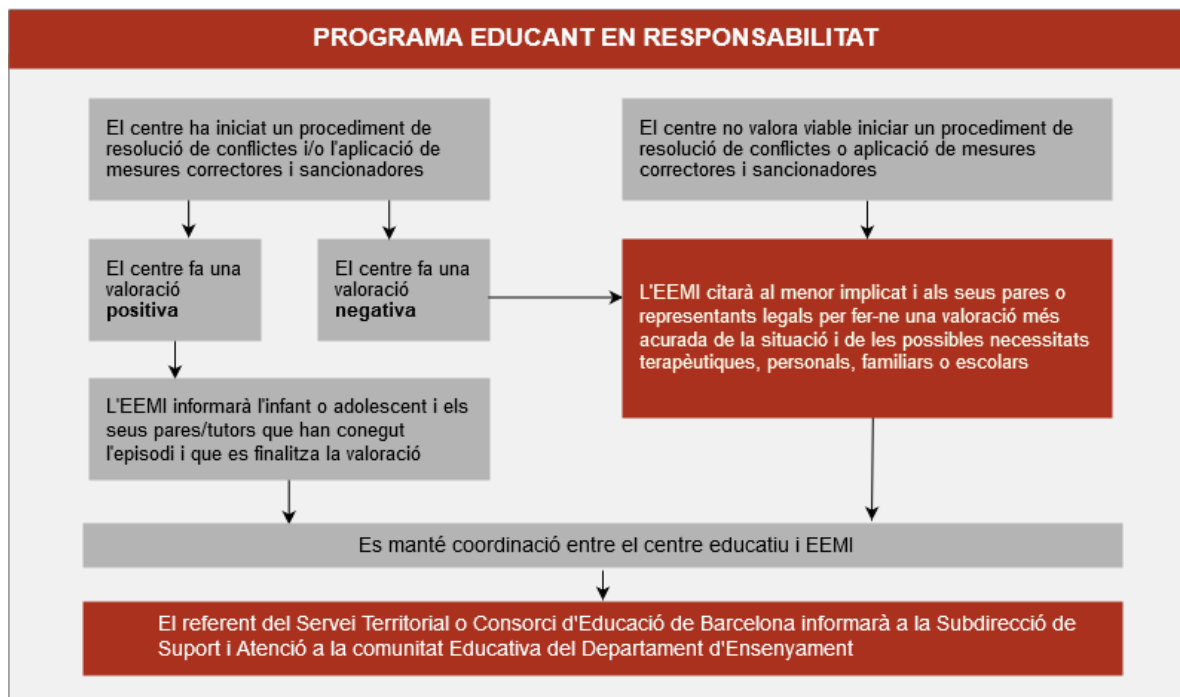 PROGRAMA EDUCANT EN RESPONSABILITAT
El centre ha iniciat un procediment de
resolució de conflictes i/o l'aplicació de
mesures correctores i sancionadores
El centre no valora viable iniciar un procediment de
resolució de conflictes o aplicació de mesures
correctores i sancionadores
El centre fa una
valoració
positiva
El centre fa una
valoració
negativa
L'EEMI citarà al menor implicat i als seus pares o
representants legals per fer-ne una valoració més
acurada de la situació i de les possibles necessitats
terapèutiques, personals, familiars o escolars
L'EEMI informarà l'infant o adolescent i els
seus pares/tutors que han conegut
l'episodi i que es finalitza la valoració
Es manté coordinació entre el centre educatiu i EEMI
El referent del Servei Territorial o Consorci d'Educació de Barcelona informarà a la Subdirecció de
Suport i Atenció a la comunitat Educativa del Departament d'Ensenyament